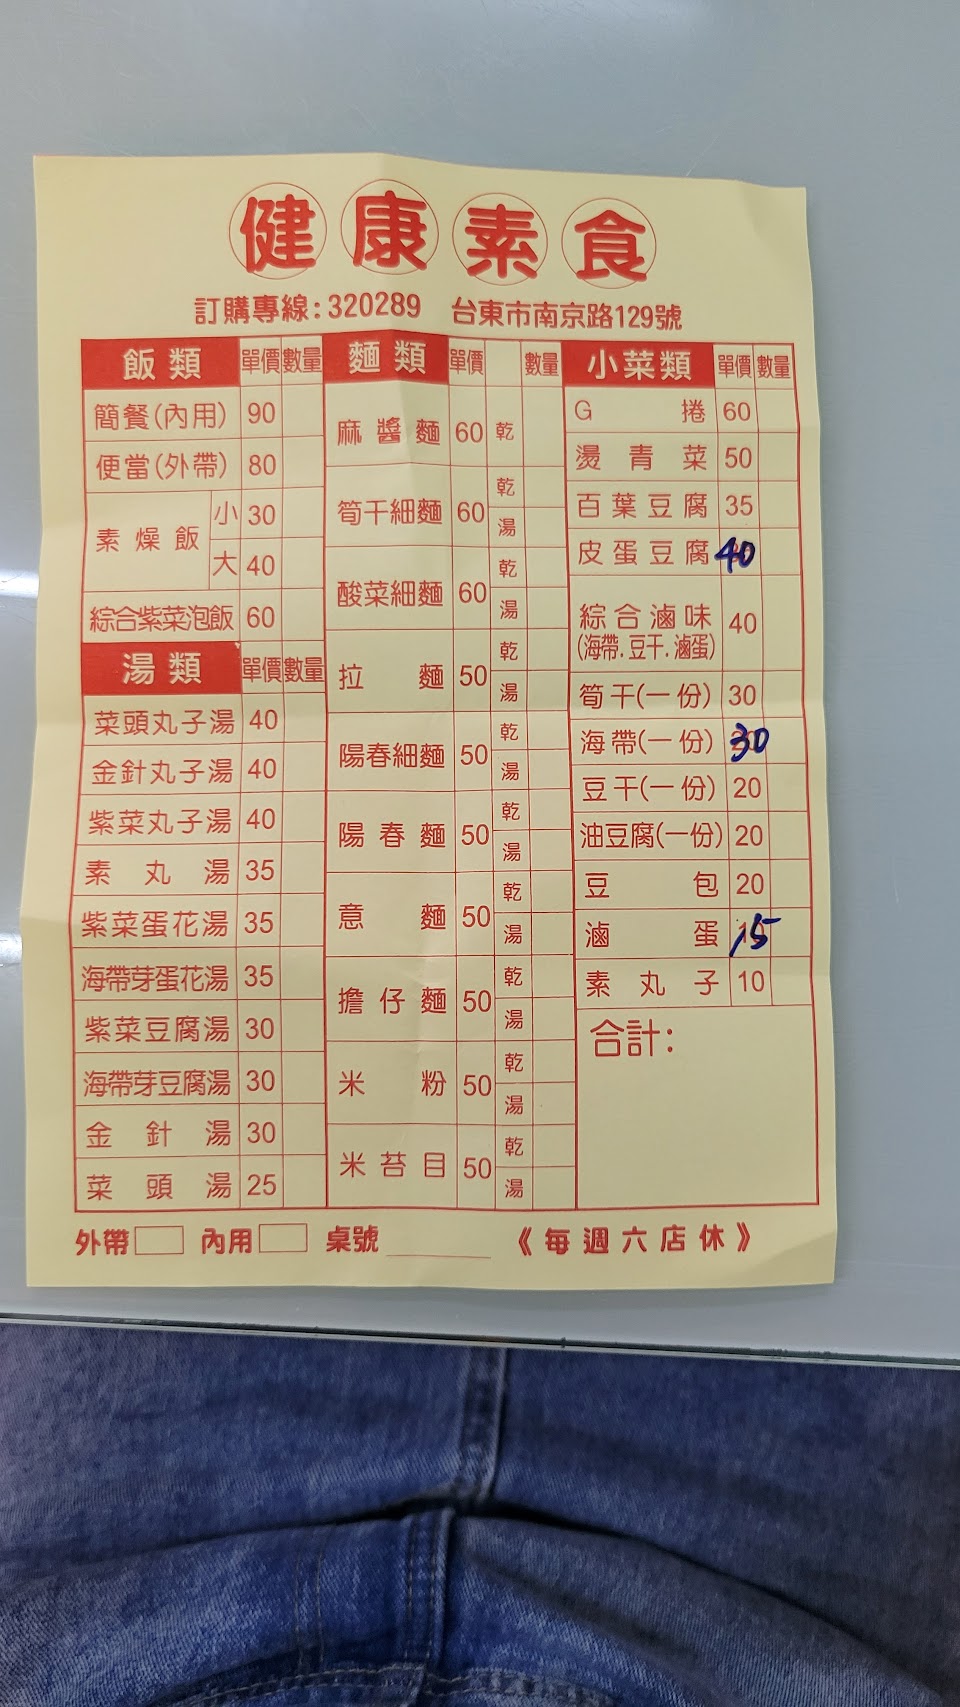 健康素食
訂購專線:320289 台東市南京路129號
飯類 單價 數量
簡餐(內用) 90
便當(外帶) 80
素燥飯 小 30
大 40
綜合紫菜泡飯 60
湯類 單價 數量
菜頭丸子湯 40
金針丸子湯 40
紫菜丸子湯 40
素丸湯 35
紫菜蛋花湯 35
海帶芽蛋花湯 35
紫菜豆腐湯 30
海帶芽豆腐湯 30
金針湯 30
菜頭湯 25
麵類 單價 數量
麻醬麵 60 乾
筍干細麵 60 乾
湯
酸菜細麵 60 乾
湯
拉麵 50 乾
湯
陽春細麵 50 乾
湯
陽春麵 50 乾
湯
意麵 50 乾
湯
擔仔麵 50 乾
湯
米粉 50 乾
湯
米苔目 50 乾
湯
小菜類 單價 數量
G捲 60
燙青菜 50
百葉豆腐 35
皮蛋豆腐 40
綜合滷味 40
(海帶.豆干.滷蛋)
筍干(一份) 30
海帶(一份) 30
豆干(一份) 20
油豆腐(一份) 20
豆包 20
滷蛋 15
素丸子 10
合計:
外帶 內用 桌號 《每週六店休》